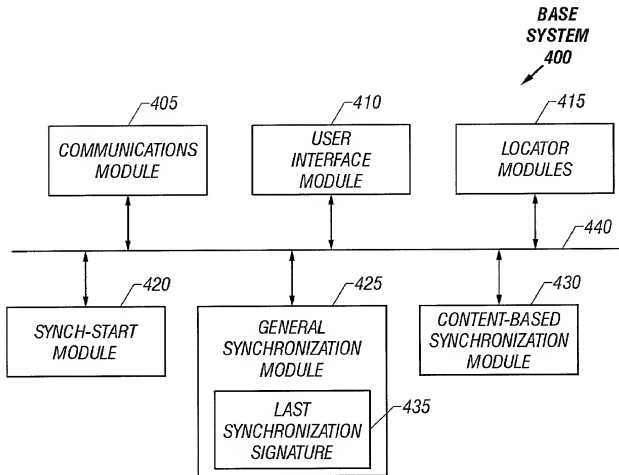 BASE
SYSTEM
400
405
410
415
COMMUNICATIONS
MODULE
USER
INTERFACE
MODULE
LOCATOR
MODULES
440
420
425
430
SYNCH-START
MODULE
GENERAL
SYNCHRONIZATION
MODULE
CONTENT-BASED
SYNCHRONIZATION
MODULE
LAST
SYNCHRONIZATION
SIGNATURE
435